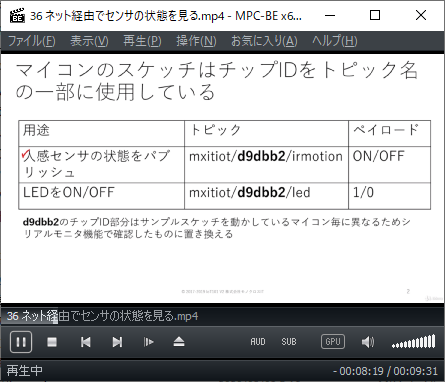 36 ネット経由でセンサの状態を見る.mp4 - MPC-BE x6...
ファイル(F) 表示(V) 再生(P) 操作(N) お気に入り(A) ヘルプ(H)
マイコンのスケッチはチップIDをトピック名
の一部に使用している
用途 トピック ペイロード
人感センサの状態をパブ
リッシュ
mxitiot/d9dbb2/irmotion ON/OFF
LEDをON/OFF mxitiot/d9dbb2/led 1/0
d9dbb2のチップID部分はサンプルスケッチを動かしているマイコン毎に異なるためシ
リアルモニタ機能で確認したものに置き換える
2
36 ネット経由でセンサの状態を見る.mp4
AUD SUB GPU
再生中 - 00:08:19 / 00:09:31